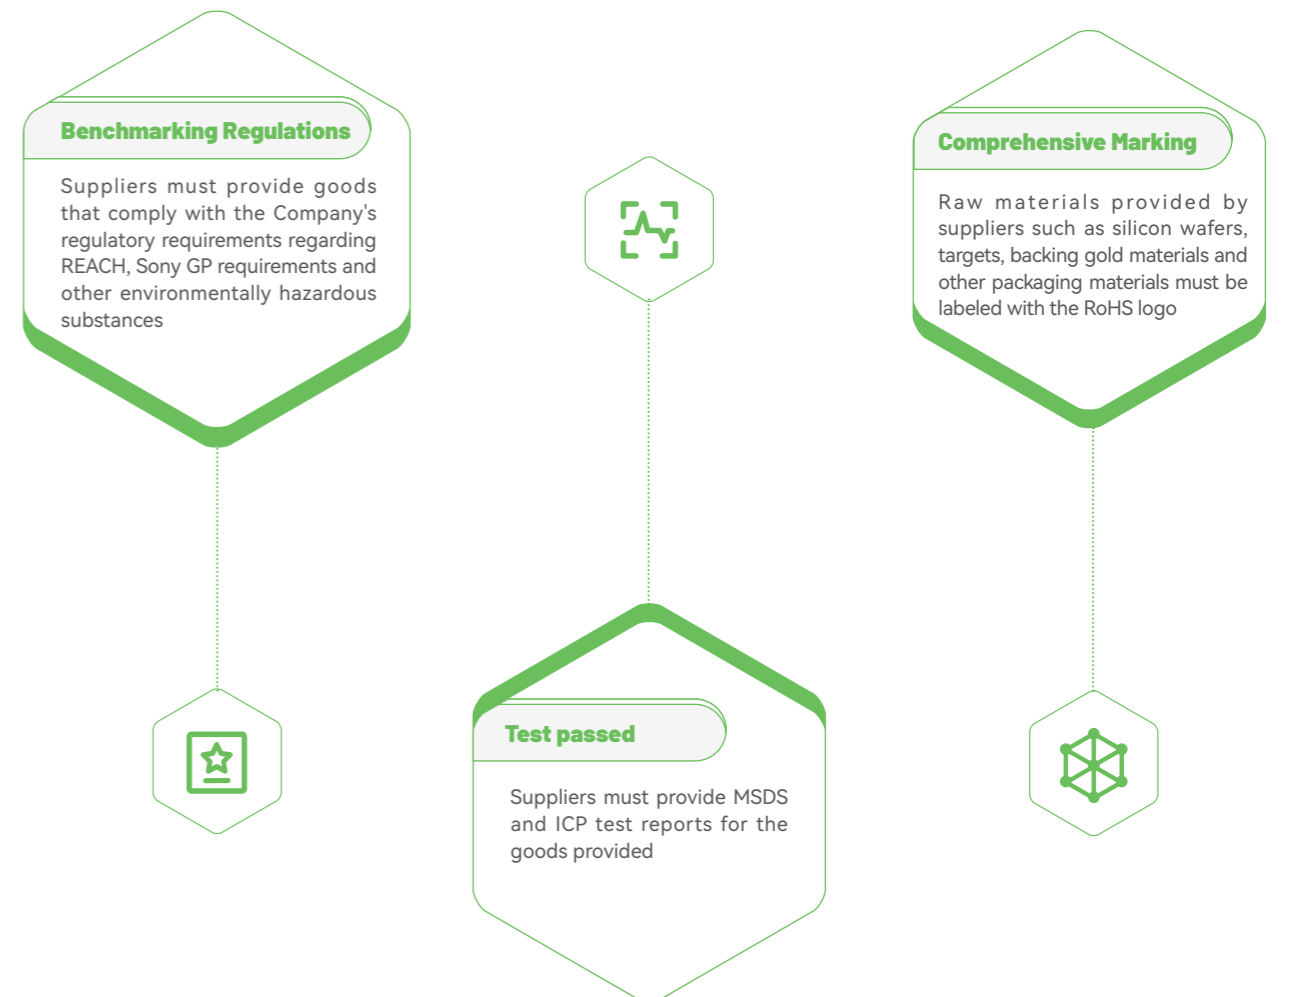 Benchmarking Regulations
Suppliers must provide goods
that comply with the Company's
regulatory requirements regarding
REACH, Sony GP requirements and
other environmentally hazardous
substances
Test passed
Suppliers must provide MSDS
and ICP test reports for the
goods provided
Comprehensive Marking
Raw materials provided by
suppliers such as silicon wafers,
targets, backing gold materials and
other packaging materials must be
labeled with the RoHS logo